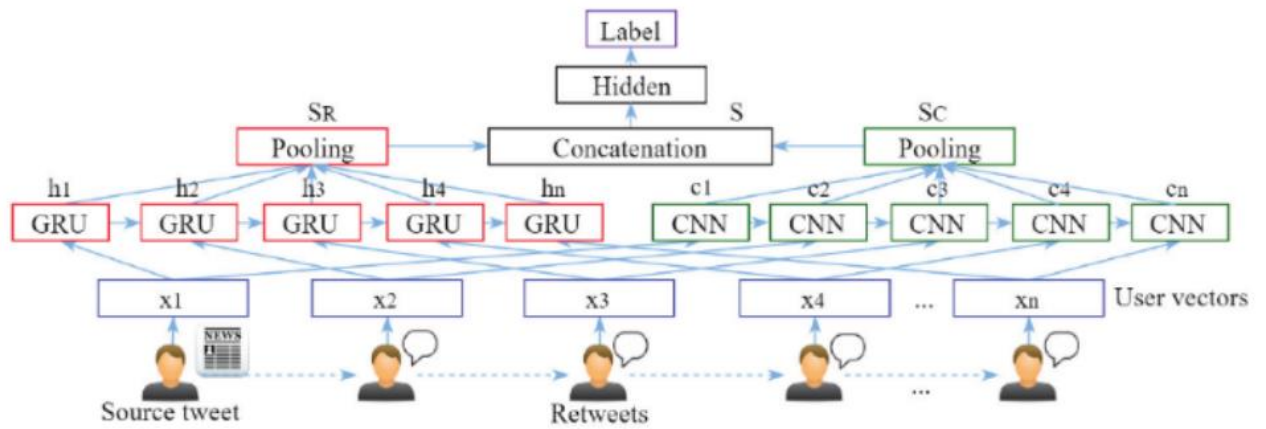 Label
Hidden
SR S SC
Pooling Concatenation Pooling
h1 h2 h3 h4 hn c1 c2 c3 c4 cn
GRU GRU GRU GRU GRU CNN CNN CNN CNN CNN
x1 x2 x3 x4 ... xn User vectors
NEWS
...
Source tweet Retweets